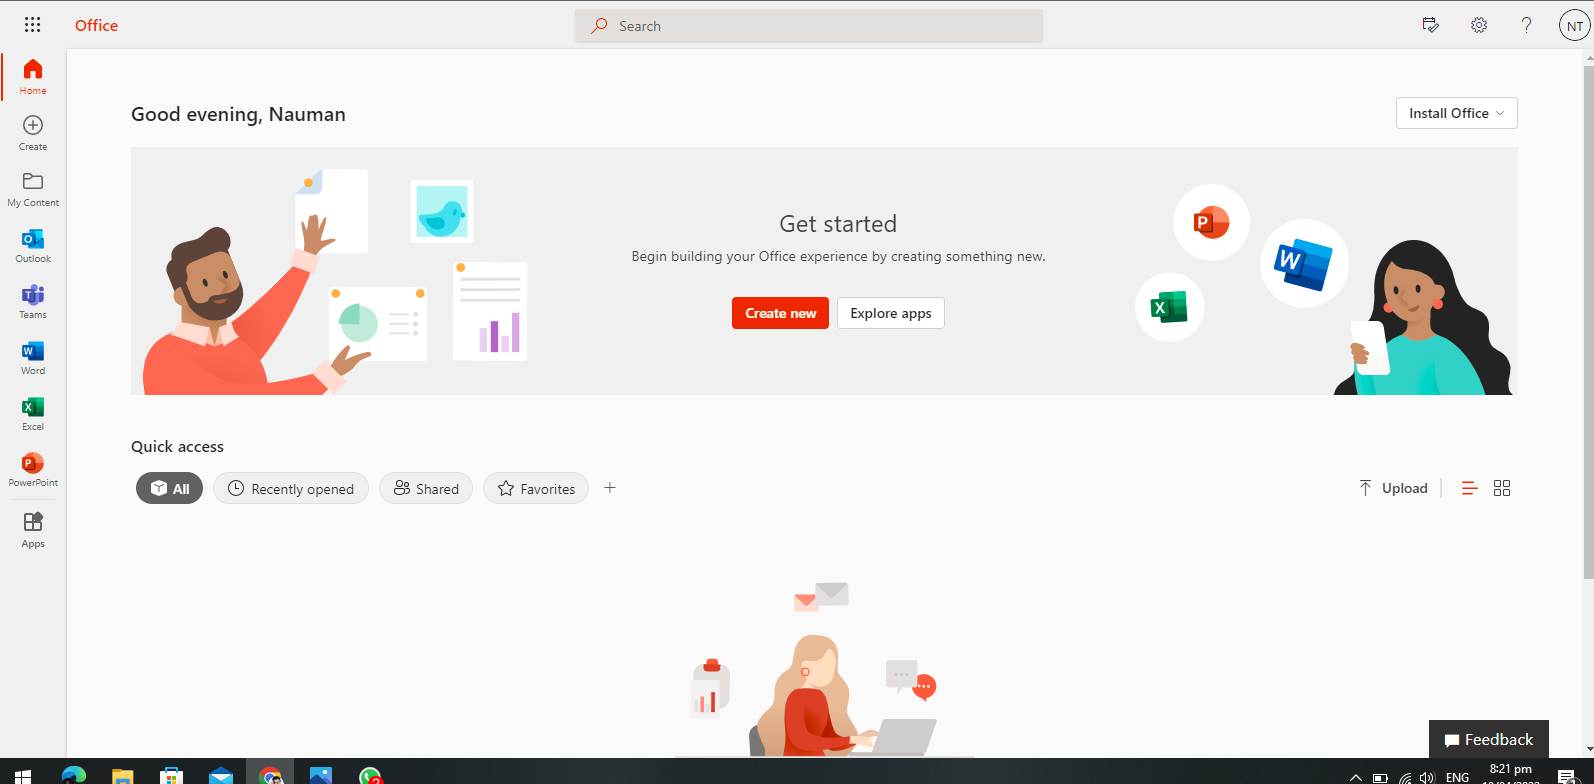 Office
Search
NT
Home
Create
My Content
Outlook
Teams
Word
Excel
PowerPoint
Apps
Good evening, Nauman
Install Office
Get started
Begin building your Office experience by creating something new.
Create new
Explore apps
Quick access
All
Recently opened
Shared
Favorites
Upload
Feedback
ENG
8:21 pm